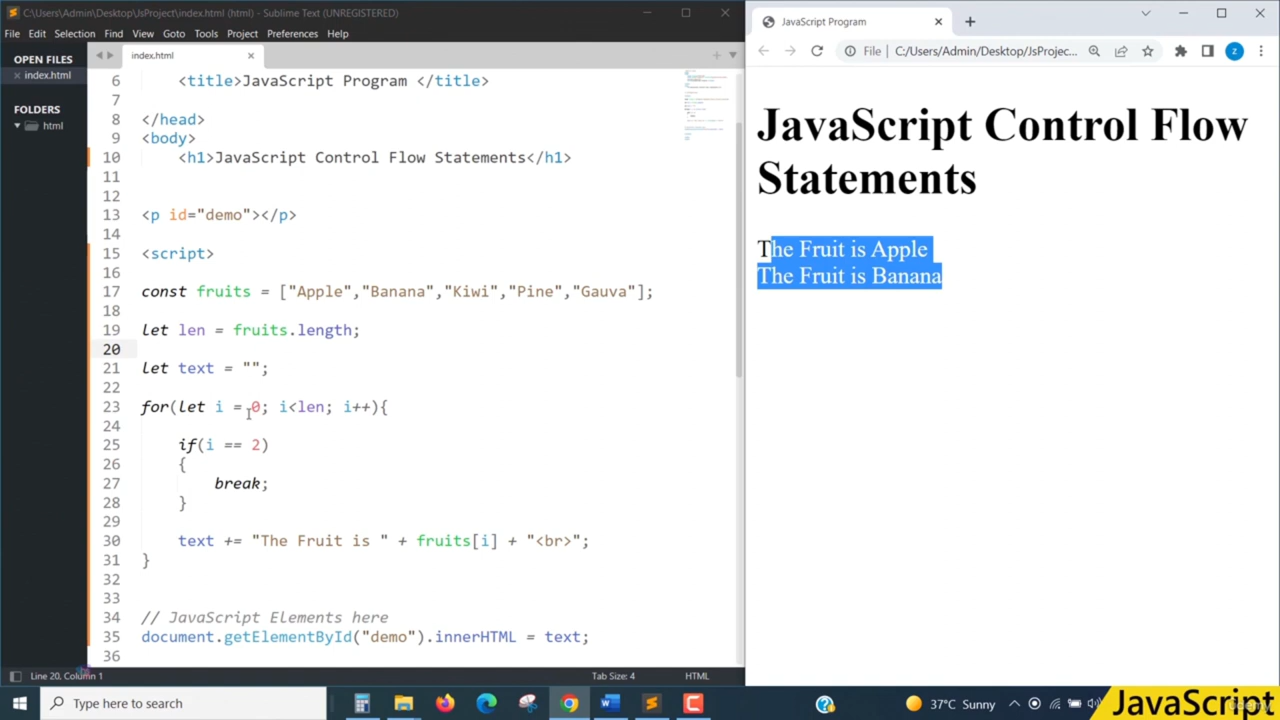 C:\Users\Admin\Desktop\JsProject\index.html (html) - Sublime Text (UNREGISTERED)
File Edit Selection Find View Goto Tools Project Preferences Help
OPEN FILES
index.html
FOLDERS
html
index.html
6 <title>JavaScript Program </title>
7
8 </head>
9 <body>
10 <h1>JavaScript Control Flow Statements</h1>
11
12
13 <p id="demo"></p>
14
15 <script>
16
17 const fruits = ["Apple","Banana","Kiwi","Pine","Gauva"];
18
19 let len = fruits.length;
20
21 let text = "";
22
23 for(let i = 0; i<len; i++){
24
25 if(i == 2)
26 {
27 break;
28 }
29
30 text += "The Fruit is " + fruits[i] + "<br>";
31 }
32
33
34 // JavaScript Elements here
35 document.getElementById("demo").innerHTML = text;
36
Line 20, Column 1
Tab Size: 4
HTML
JavaScript Program
File
C:/Users/Admin/Desktop/JsProjec...
z
JavaScript Control Flow
Statements
The Fruit is Apple
The Fruit is Banana
Type here to search
37°C Sunny
JavaScript
Udemy